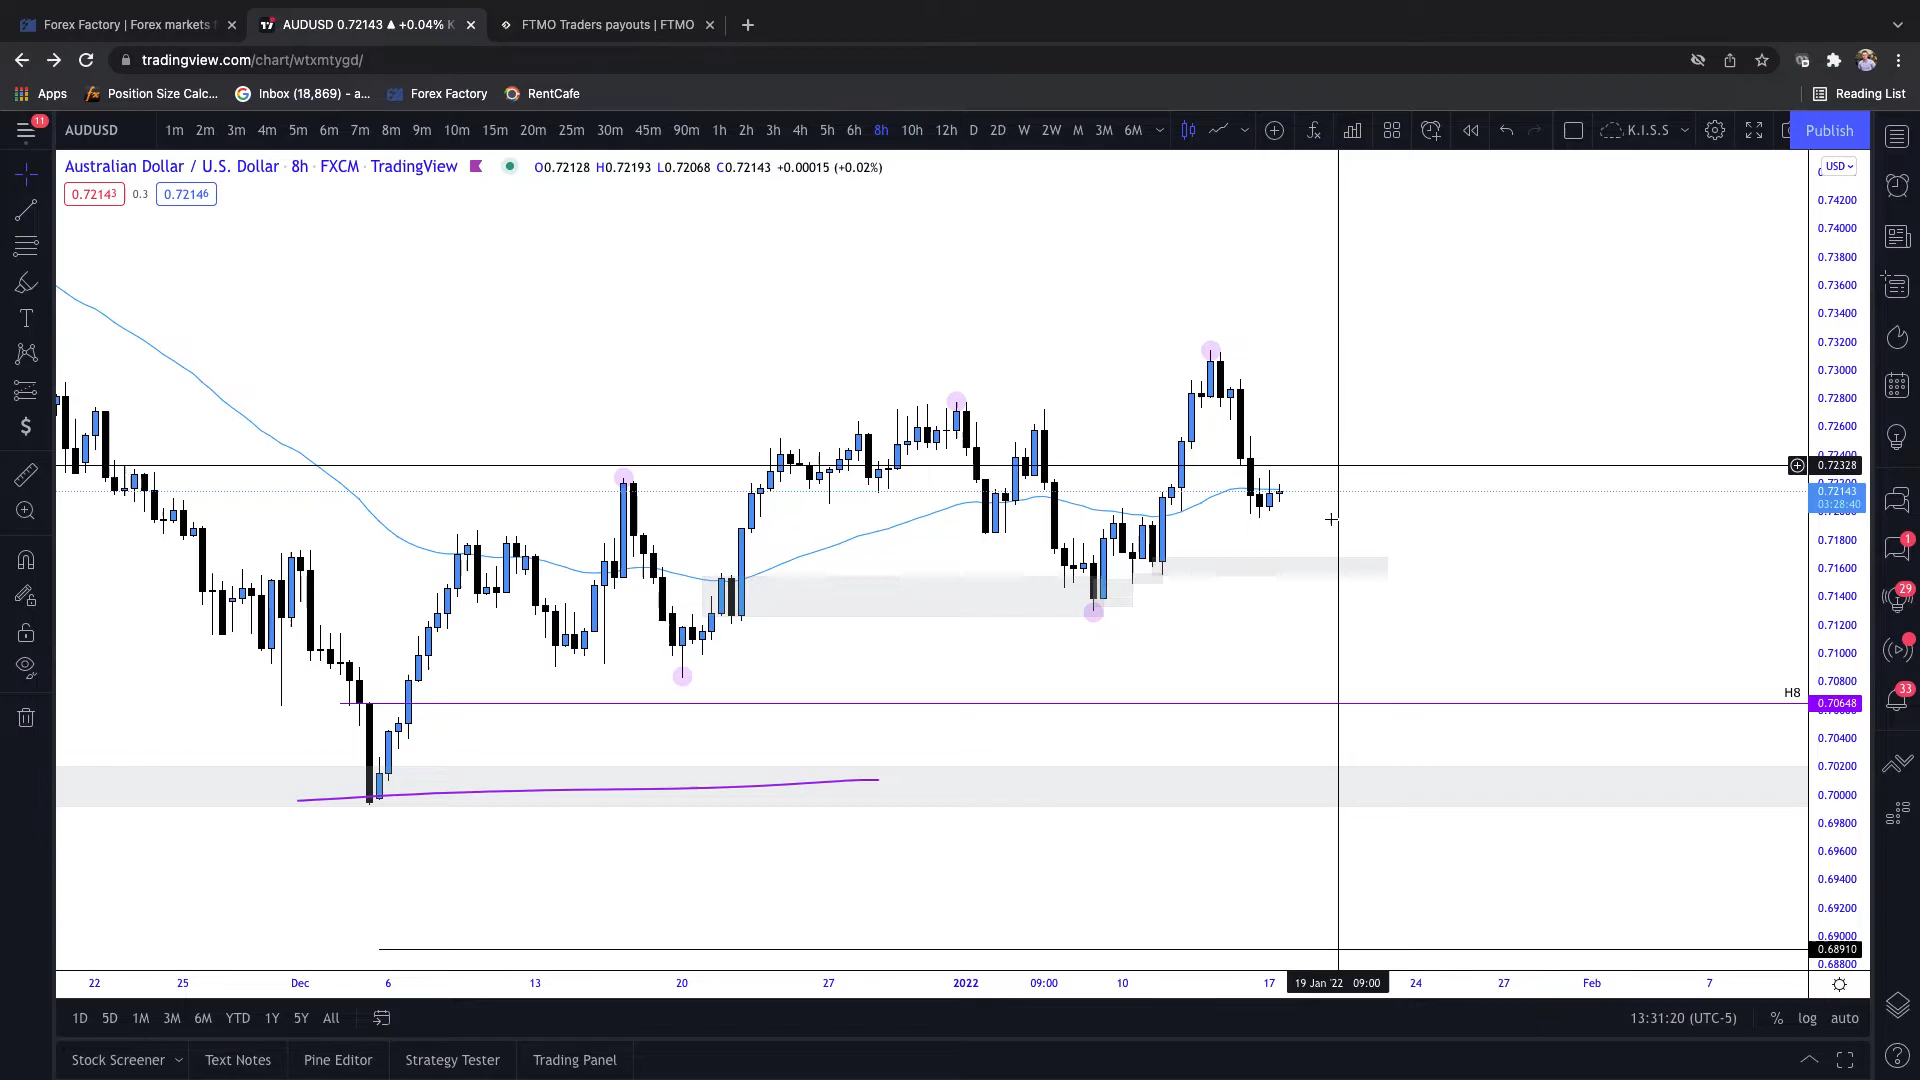 Forex Factory | Forex markets f
AUDUSD 0.72143 ▲ +0.04% K
FTMO Traders payouts | FTMO
tradingview.com/chart/wtxmtygd/
Apps
Position Size Calc...
Inbox (18,869) - a...
Forex Factory
RentCafe
Reading List
11
AUDUSD
1m 2m 3m 4m 5m 6m 7m 8m 9m 10m 15m 20m 25m 30m 45m 90m 1h 2h 3h 4h 5h 6h 8h 10h 12h D 2D W 2W M 3M 6M
K.I.S.S
Publish
Australian Dollar / U.S. Dollar · 8h · FXCM · TradingView
O0.72128 H0.72193 L0.72068 C0.72143 +0.00015 (+0.02%)
USD
0.72143 0.3 0.72146
0.74200
0.74000
0.73800
0.73600
0.73400
0.73200
0.73000
0.72800
0.72600
0.72400
0.72328
0.72143
03:28:40
0.72000
0.71800
0.71600
0.71400
0.71200
0.71000
0.70800
H8
0.70648
0.70400
0.70200
0.70000
0.69800
0.69600
0.69400
0.69200
0.69000
0.68910
0.68800
1
29
33
22 25 Dec 6 13 20 27 2022 09:00 10 17 19 Jan '22 09:00 24 27 Feb 7
1D 5D 1M 3M 6M YTD 1Y 5Y All
13:31:20 (UTC-5)
% log auto
Stock Screener
Text Notes
Pine Editor
Strategy Tester
Trading Panel